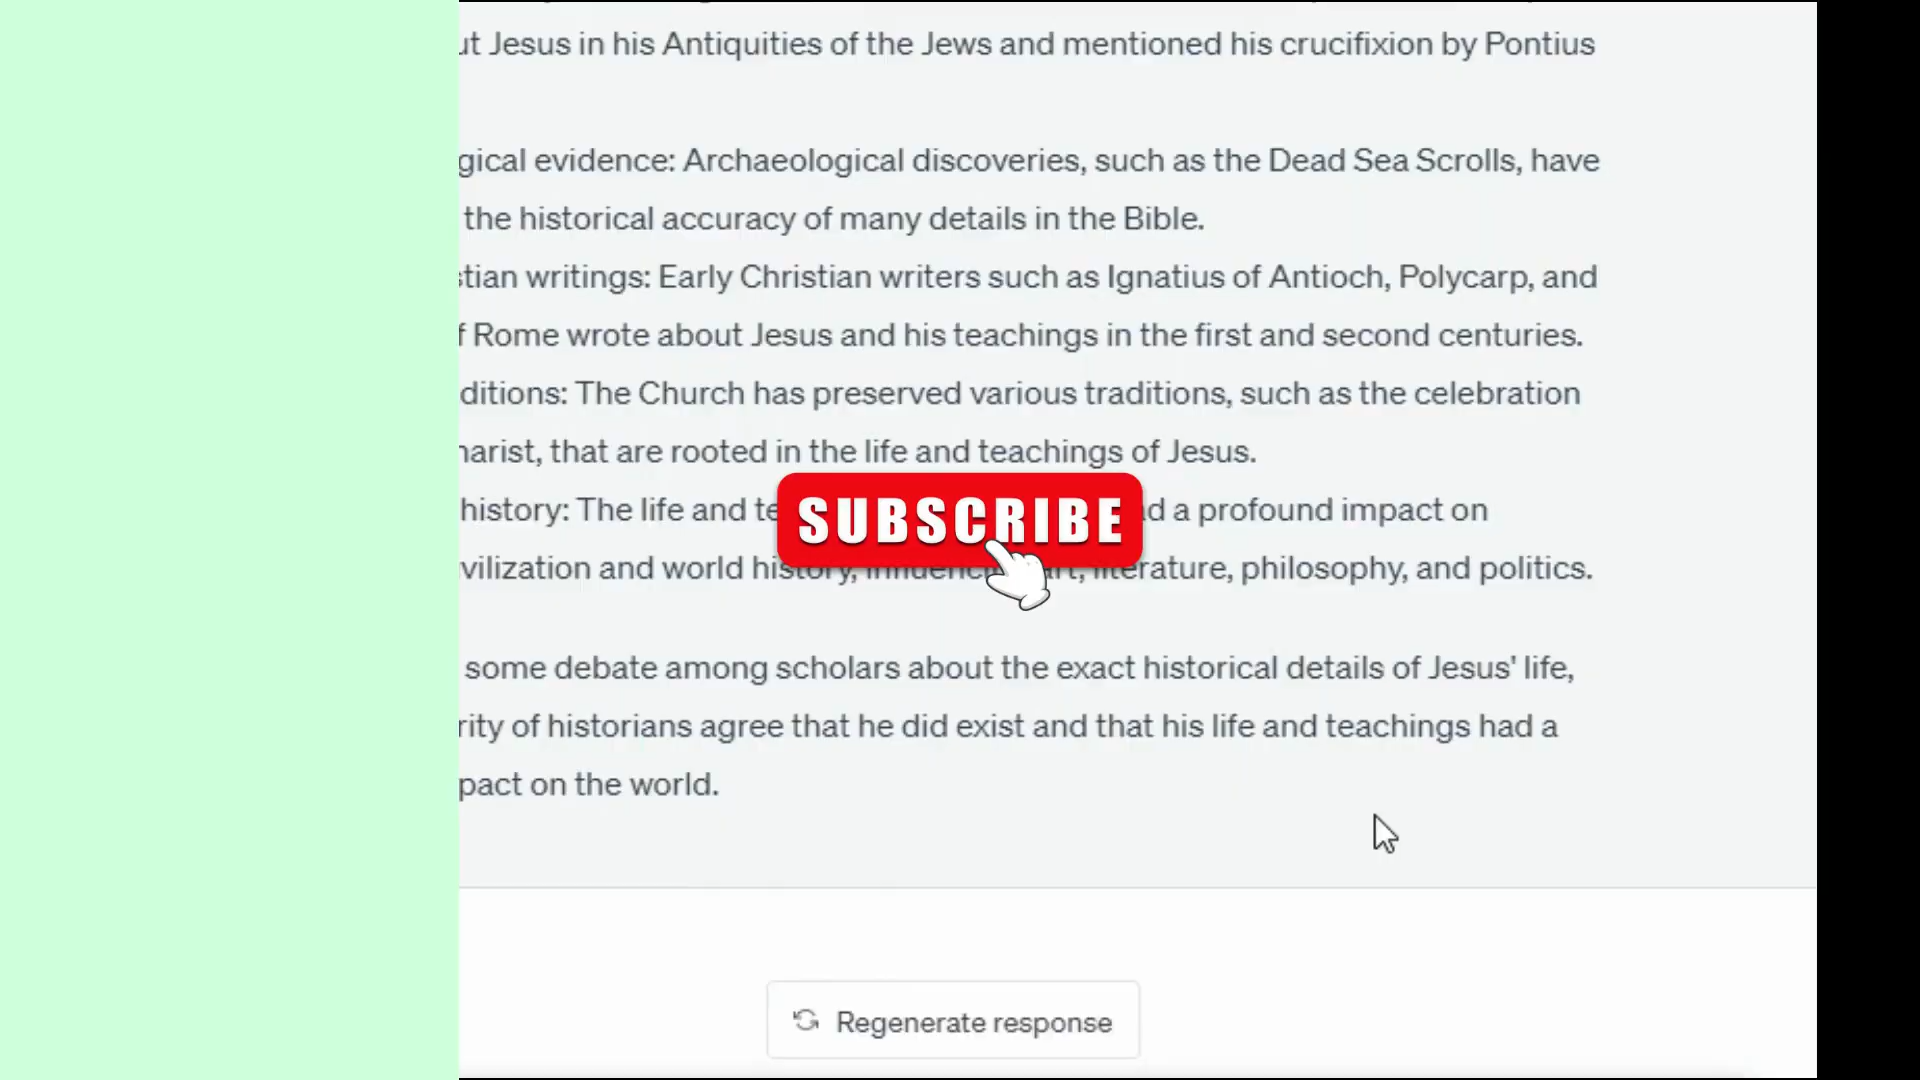 ut Jesus in his Antiquities of the Jews and mentioned his crucifixion by Pontius
gical evidence: Archaeological discoveries, such as the Dead Sea Scrolls, have
the historical accuracy of many details in the Bible.
stian writings: Early Christian writers such as Ignatius of Antioch, Polycarp, and
f Rome wrote about Jesus and his teachings in the first and second centuries.
ditions: The Church has preserved various traditions, such as the celebration
harist, that are rooted in the life and teachings of Jesus.
history: The life and te
SUBSCRIBE
d a profound impact on
vilization and world history, literature, philosophy, and politics.
some debate among scholars about the exact historical details of Jesus' life,
rity of historians agree that he did exist and that his life and teachings had a
pact on the world.
Regenerate response